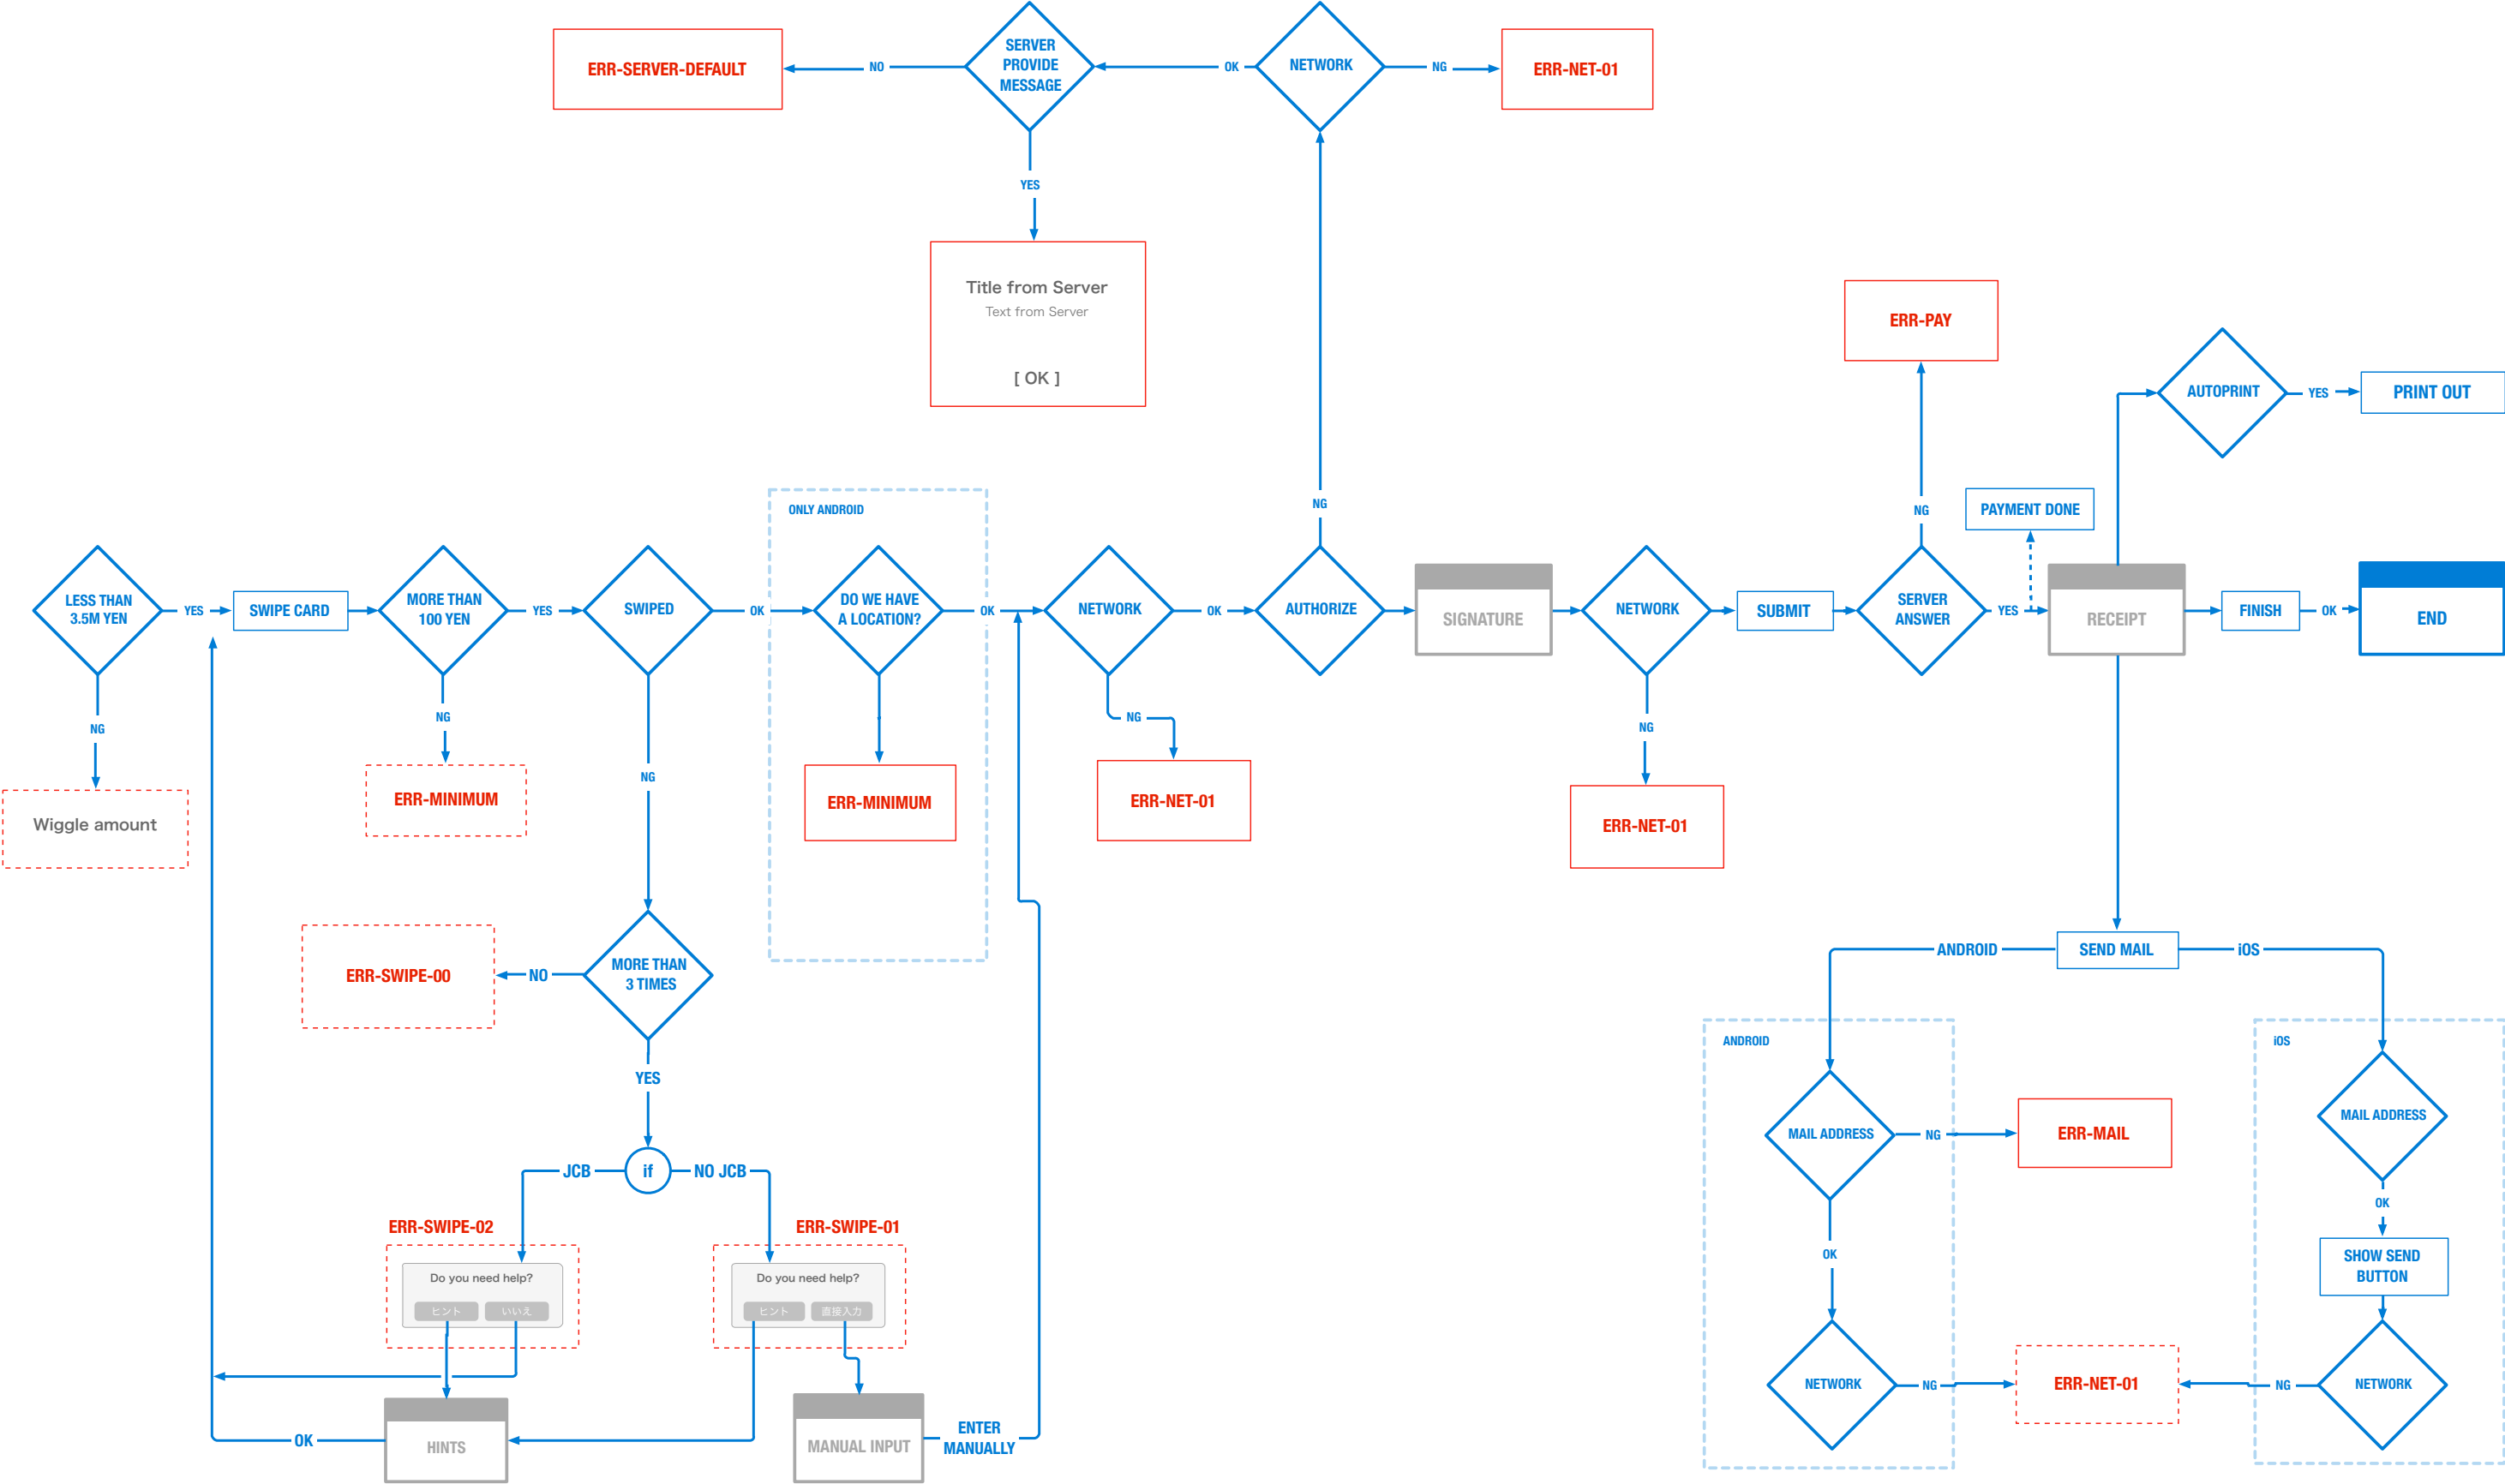 SERVER
PROVIDE
MESSAGE
ERR-SERVER-DEFAULT
NO
OK
NETWORK
NG
ERR-NET-01
YES
Title from Server
Text from Server
[ OK ]
ERR-PAY
AUTOPRINT
YES
PRINT OUT
ONLY ANDROID
NG
NG
PAYMENT DONE
LESS THAN
3.5M YEN
YES
SWIPE CARD
MORE THAN
100 YEN
YES
SWIPED
OK
DO WE HAVE
A LOCATION?
OK
NETWORK
OK
AUTHORIZE
SIGNATURE
NETWORK
SUBMIT
SERVER
ANSWER
YES
RECEIPT
FINISH
OK
END
NG
NG
NG
NG
NG
Wiggle amount
ERR-MINIMUM
ERR-MINIMUM
ERR-NET-01
ERR-NET-01
ERR-SWIPE-00
NO
MORE THAN
3 TIMES
ANDROID
SEND MAIL
iOS
YES
ANDROID
iOS
MAIL ADDRESS
NG
ERR-MAIL
MAIL ADDRESS
JCB
if
NO JCB
OK
ERR-SWIPE-02
ERR-SWIPE-01
OK
SHOW SEND
BUTTON
Do you need help?
ヒント
いいえ
Do you need help?
ヒント
直接入力
NETWORK
NG
ERR-NET-01
NG
NETWORK
OK
HINTS
MANUAL INPUT
ENTER
MANUALLY